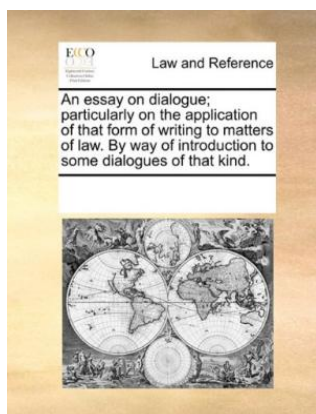 ECCO
Law and Reference
An essay on dialogue;
particularly on the application
of that form of writing to matters
of law. By way of introduction to
some dialogues of that kind.